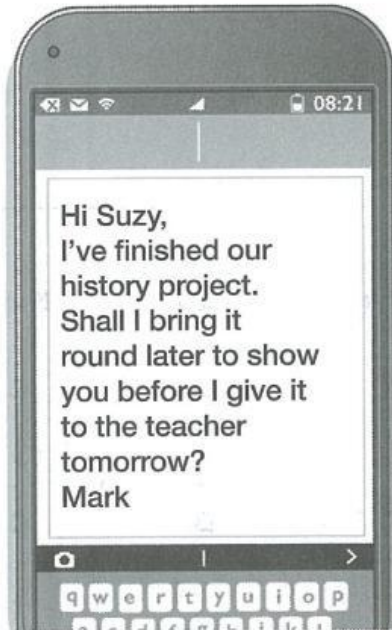 08:21
Hi Suzy,
I've finished our
history project.
Shall I bring it
round later to show
you before I give it
to the teacher
tomorrow?
Mark
q w e r t y u i o p
a s d f g h j k l